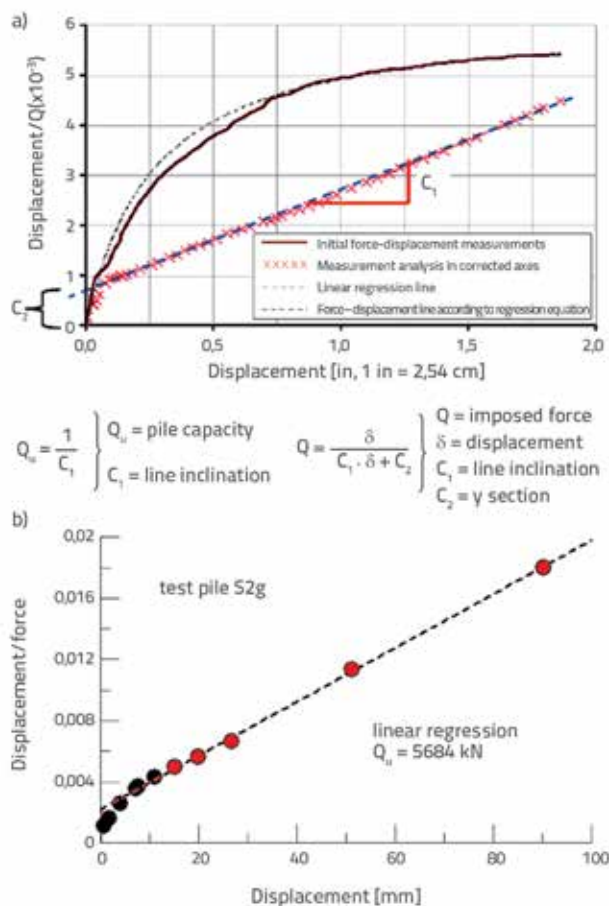 a)
Displacement/Q(x10⁻³)
6
5
4
3
2
1
0
C₂
C₁
Initial force-displacement measurements
××××× Measurement analysis in corrected axes
Linear regression line
Force–displacement line according to regression equation
0,0 0,5 1,0 1,5 2,0
Displacement [in, 1 in = 2,54 cm]
Qᵤ = 1 / C₁
Qᵤ = pile capacity
C₁ = line inclination
Q = δ / C₁ · δ + C₂
Q = imposed force
δ = displacement
C₁ = line inclination
C₂ = y section
b)
Displacement/force
0,02
0,016
0,012
0,008
0,004
0
test pile S2g
linear regression
Qᵤ = 5684 kN
0 20 40 60 80 100
Displacement [mm]